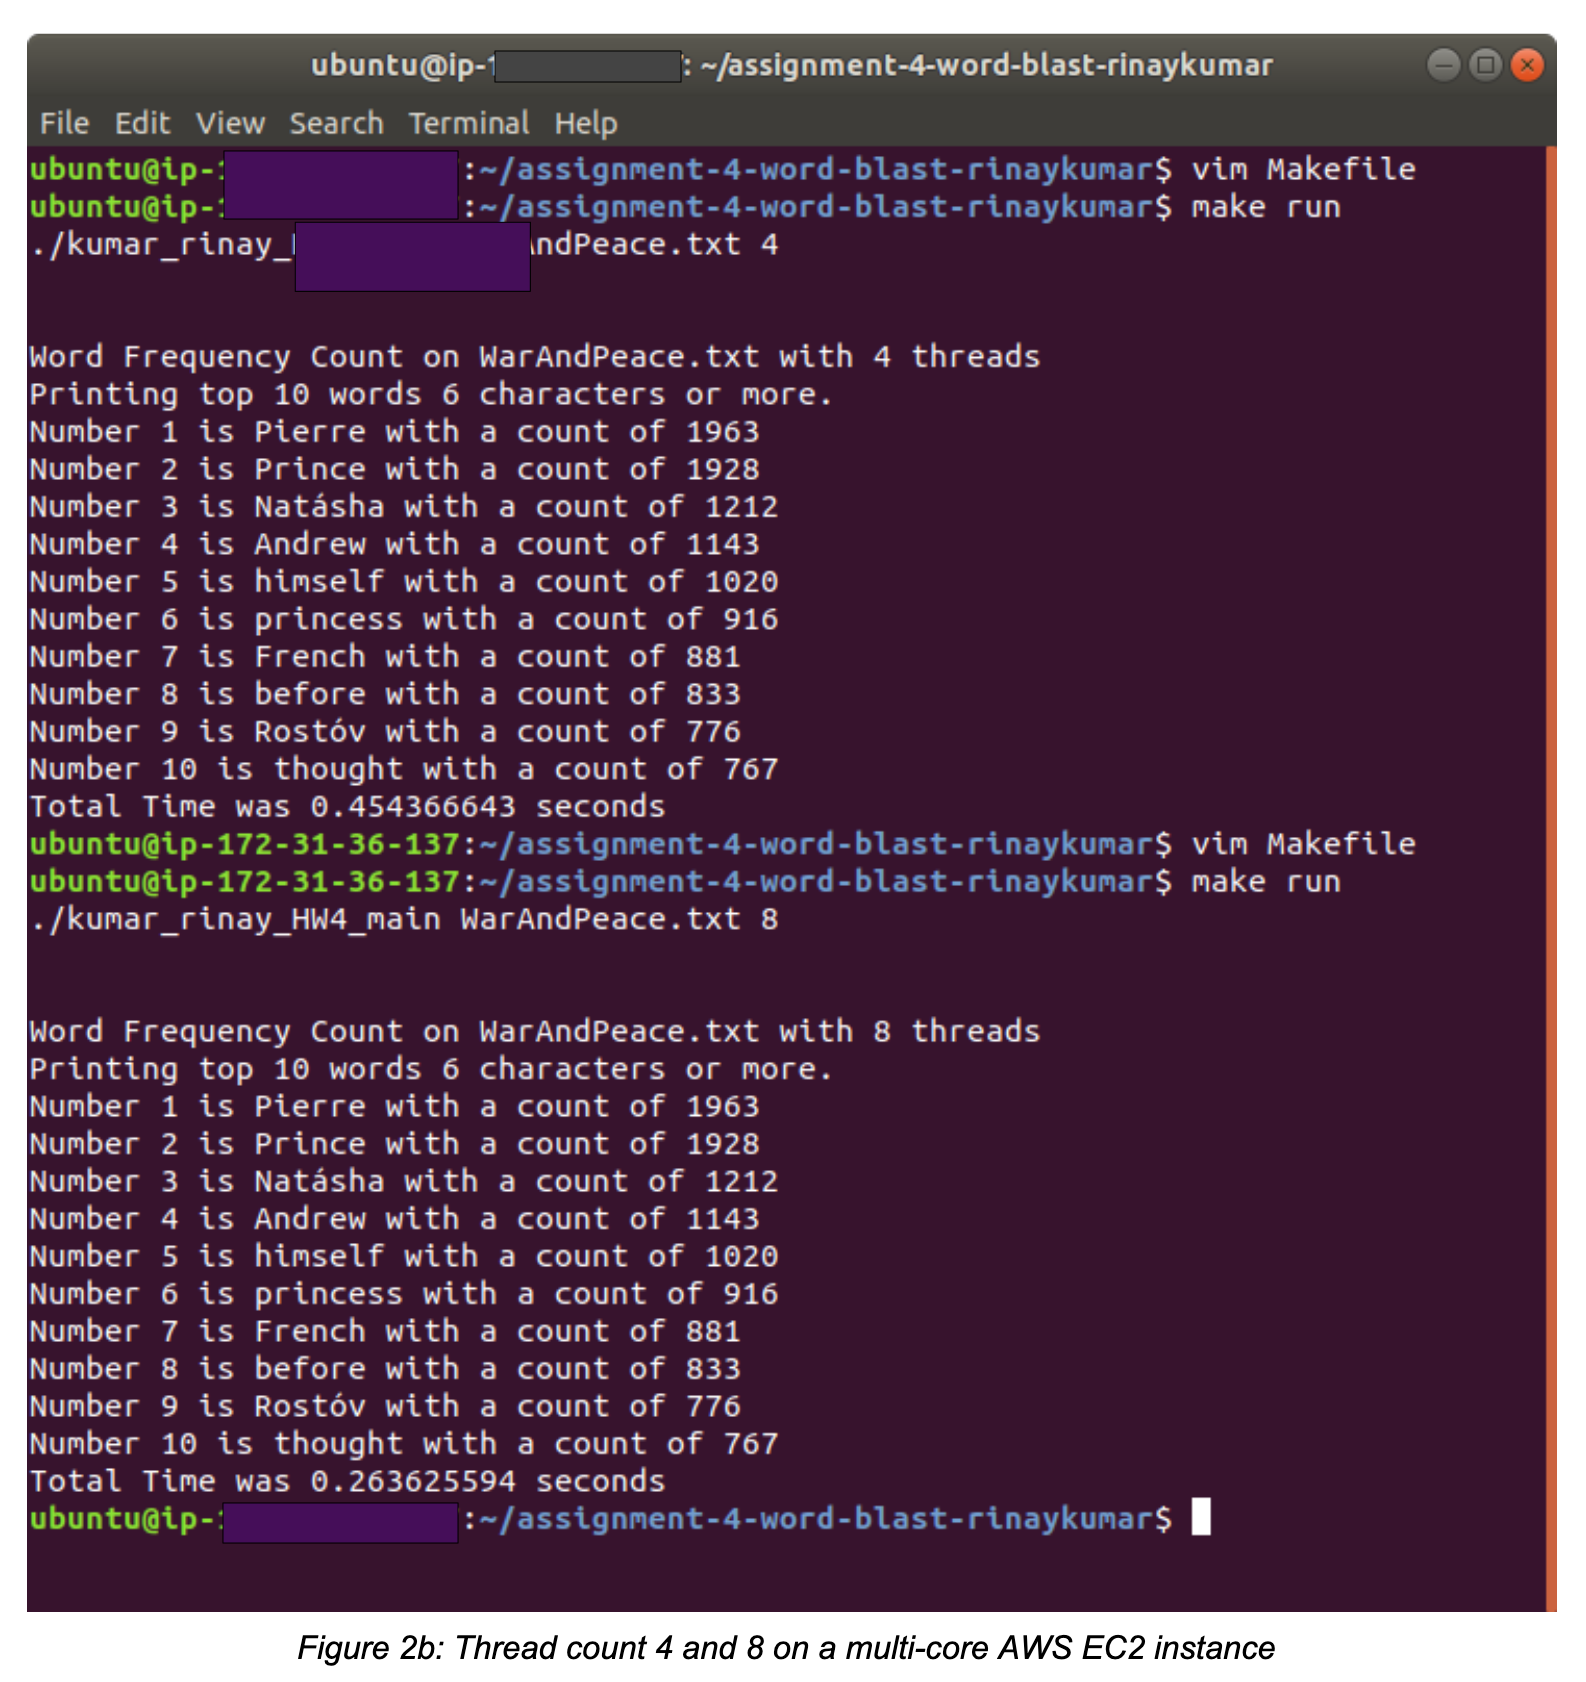 ubuntu@ip- : ~/assignment-4-word-blast-rinaykumar
File Edit View Search Terminal Help
ubuntu@ip- :~/assignment-4-word-blast-rinaykumar$ vim Makefile
ubuntu@ip- :~/assignment-4-word-blast-rinaykumar$ make run
./kumar_rinay_ ndPeace.txt 4
Word Frequency Count on WarAndPeace.txt with 4 threads
Printing top 10 words 6 characters or more.
Number 1 is Pierre with a count of 1963
Number 2 is Prince with a count of 1928
Number 3 is Natásha with a count of 1212
Number 4 is Andrew with a count of 1143
Number 5 is himself with a count of 1020
Number 6 is princess with a count of 916
Number 7 is French with a count of 881
Number 8 is before with a count of 833
Number 9 is Rostóv with a count of 776
Number 10 is thought with a count of 767
Total Time was 0.454366643 seconds
ubuntu@ip-172-31-36-137:~/assignment-4-word-blast-rinaykumar$ vim Makefile
ubuntu@ip-172-31-36-137:~/assignment-4-word-blast-rinaykumar$ make run
./kumar_rinay_HW4_main WarAndPeace.txt 8
Word Frequency Count on WarAndPeace.txt with 8 threads
Printing top 10 words 6 characters or more.
Number 1 is Pierre with a count of 1963
Number 2 is Prince with a count of 1928
Number 3 is Natásha with a count of 1212
Number 4 is Andrew with a count of 1143
Number 5 is himself with a count of 1020
Number 6 is princess with a count of 916
Number 7 is French with a count of 881
Number 8 is before with a count of 833
Number 9 is Rostóv with a count of 776
Number 10 is thought with a count of 767
Total Time was 0.263625594 seconds
ubuntu@ip- :~/assignment-4-word-blast-rinaykumar$
Figure 2b: Thread count 4 and 8 on a multi-core AWS EC2 instance